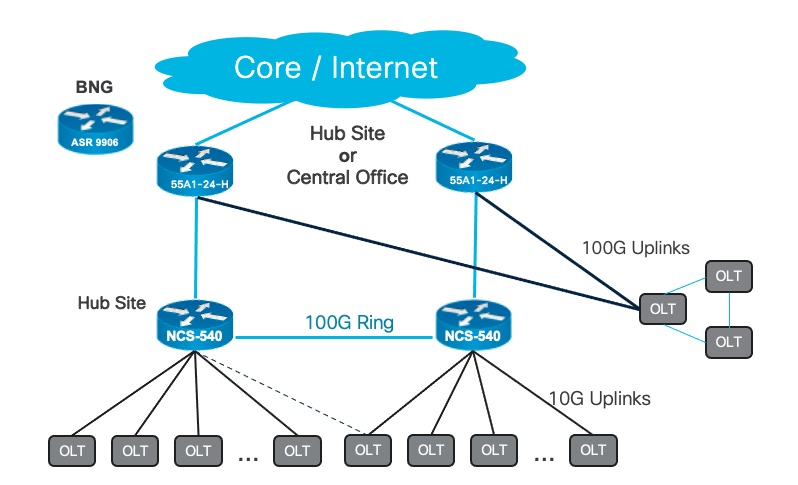 Core / Internet
BNG
ASR 9906
Hub Site
or
Central Office
55A1-24-H
55A1-24-H
100G Uplinks
OLT
OLT
OLT
Hub Site
NCS-540
100G Ring
NCS-540
10G Uplinks
OLT
OLT
OLT
...
OLT
OLT
OLT
OLT
...
OLT